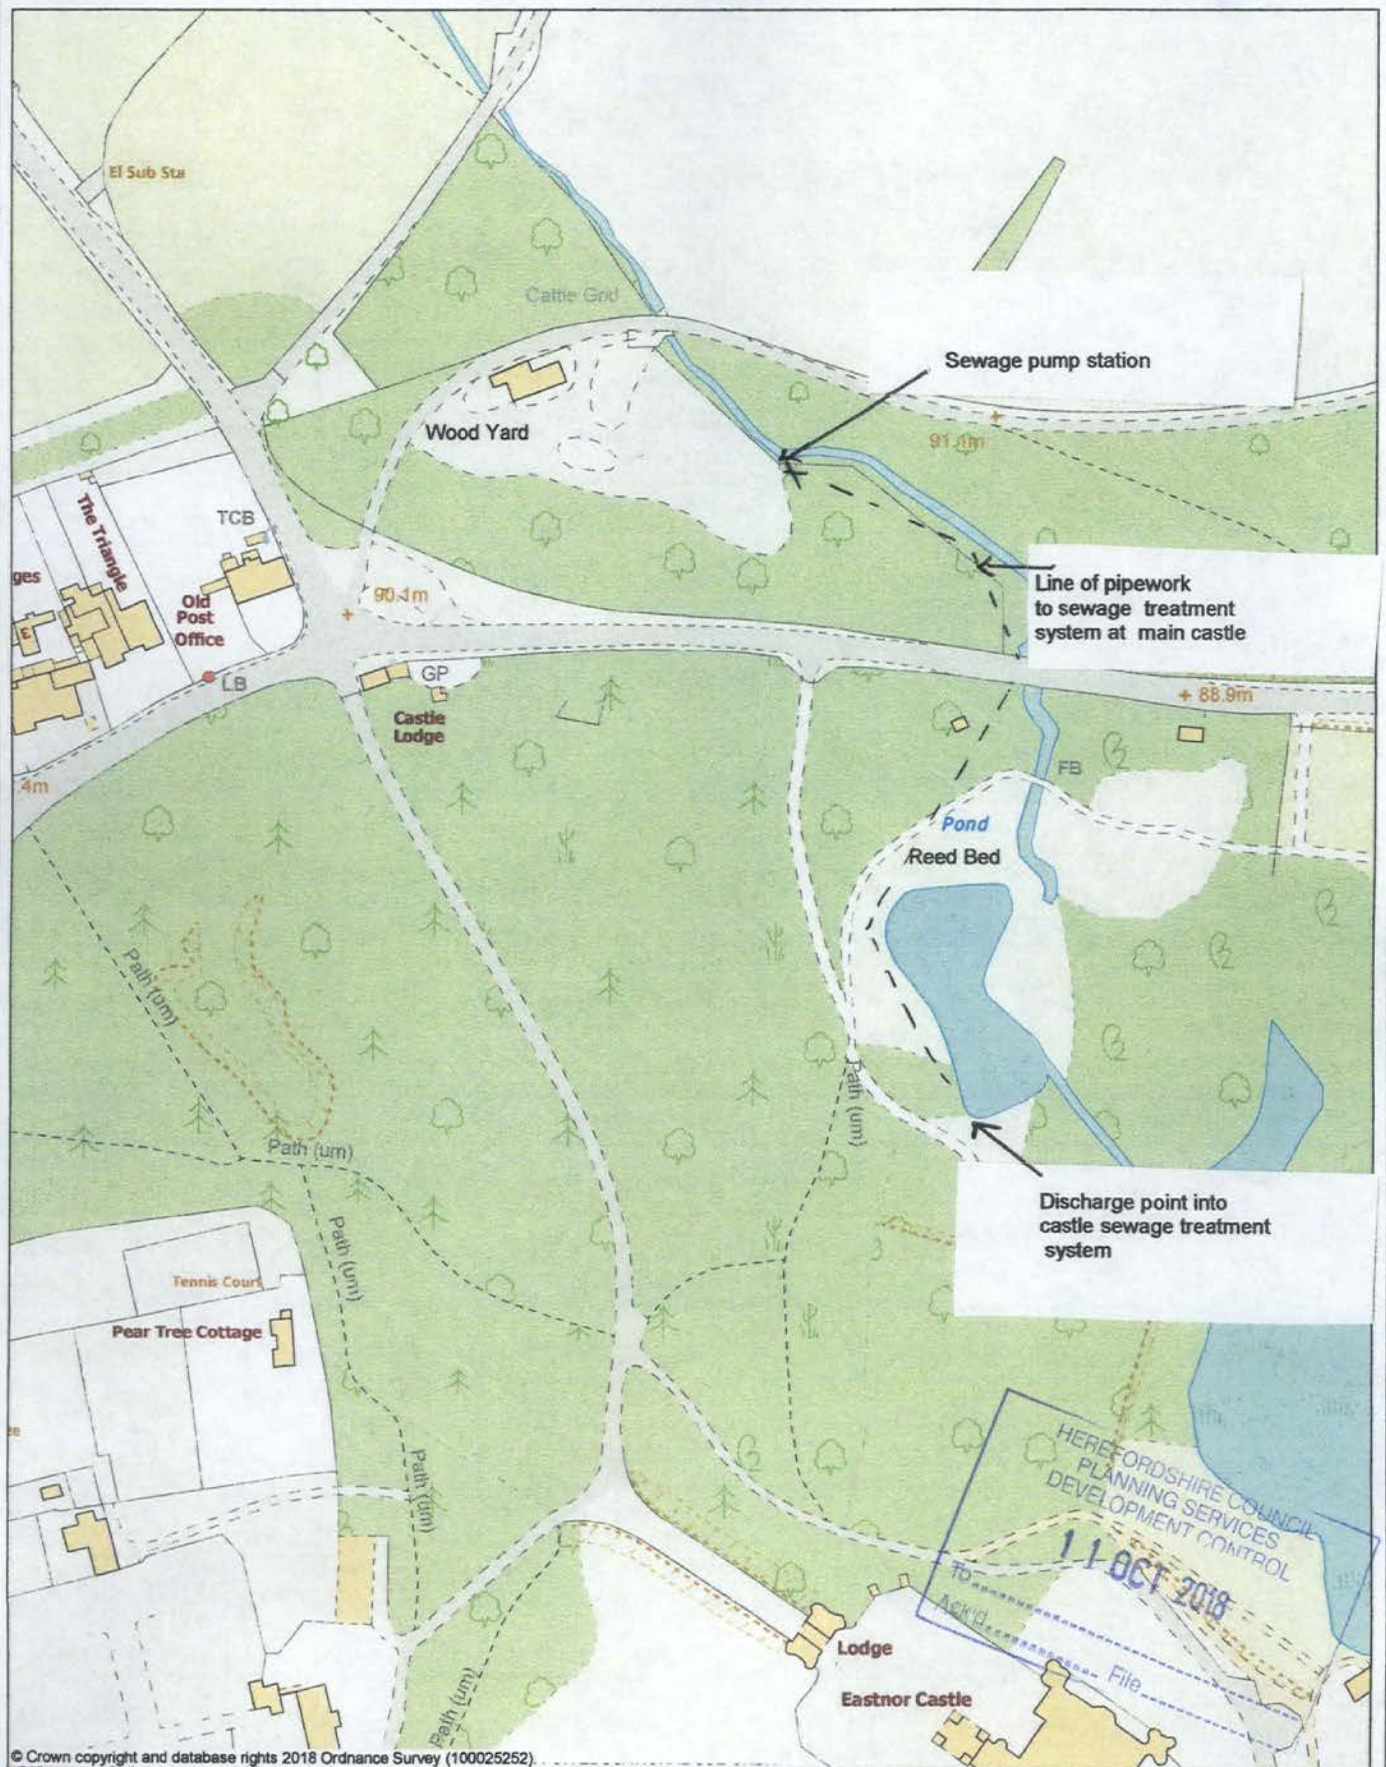 El Sub Sta
Cattle Grid
Sewage pump station
91.1m
Wood Yard
The Triangle
TCB
ges
Old
Post
Office
90.1m
Line of pipework
to sewage treatment
system at main castle
LB
GP
Castle
Lodge
88.9m
.4m
FB
Pond
Reed Bed
Path (um)
Path (um)
Path (um)
Discharge point into
castle sewage treatment
system
Path (um)
Tennis Court
Pear Tree Cottage
Path (um)
HEREFORDSHIRE COUNCIL
PLANNING SERVICES
DEVELOPMENT CONTROL
11 OCT 2018
To
Ack'd
File
Lodge
Eastnor Castle
Path (um)
© Crown copyright and database rights 2018 Ordnance Survey (100025252).